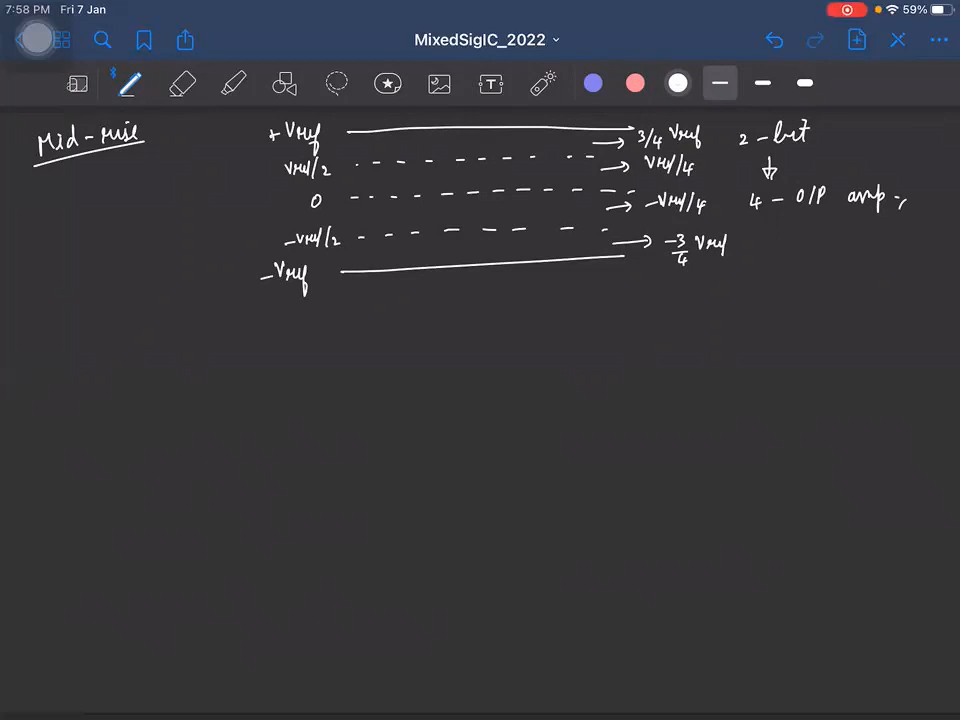 7:58 PM Fri 7 Jan
59%
MixedSigIC_2022
T
Mid-rise
+Vref
3/4 Vref
2-bit
Vref/2
Vref/4
0
-Vref/4
4 - O/P amp
-Vref/2
-3/4 Vref
-Vref